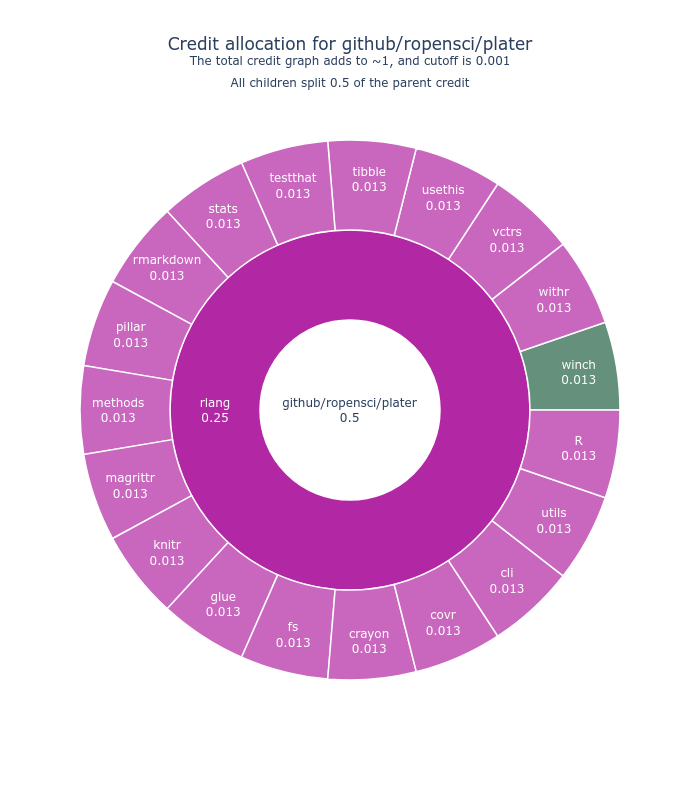 Credit allocation for github/ropensci/plater
The total credit graph adds to ~1, and cutoff is 0.001
All children split 0.5 of the parent credit
github/ropensci/plater
0.5
rlang
0.25
winch
0.013
withr
0.013
vctrs
0.013
usethis
0.013
tibble
0.013
testthat
0.013
stats
0.013
rmarkdown
0.013
pillar
0.013
methods
0.013
magrittr
0.013
knitr
0.013
glue
0.013
fs
0.013
crayon
0.013
covr
0.013
cli
0.013
utils
0.013
R
0.013